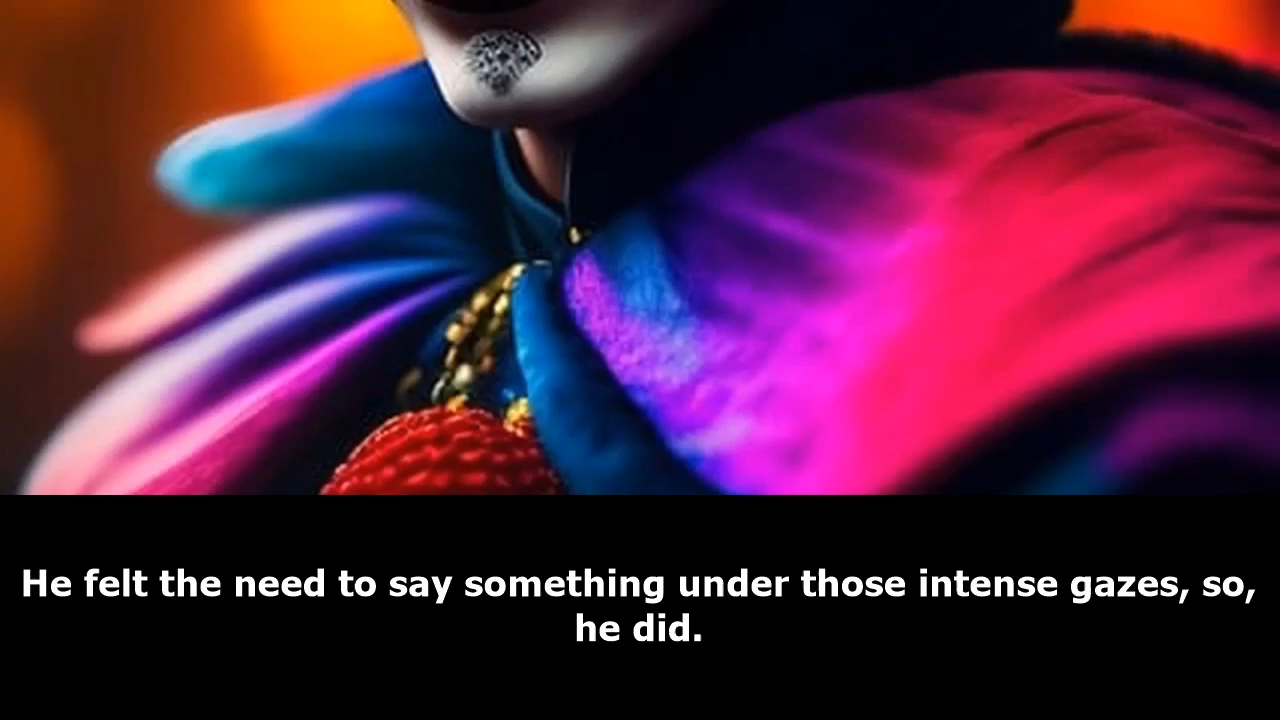 He felt the need to say something under those intense gazes, so,
he did.